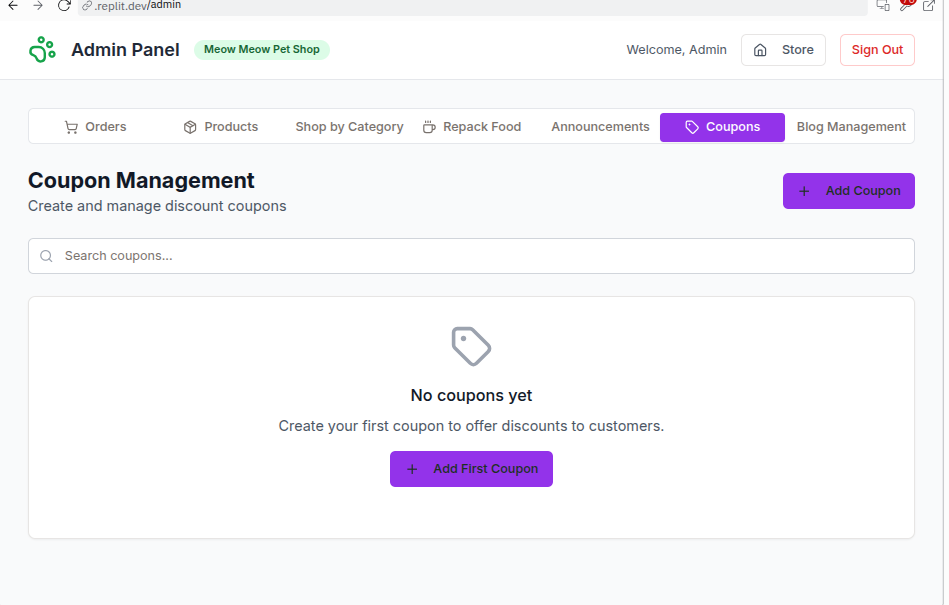 .replit.dev/admin
Admin Panel
Meow Meow Pet Shop
Welcome, Admin
Store
Sign Out
Orders
Products
Shop by Category
Repack Food
Announcements
Coupons
Blog Management
Coupon Management
Create and manage discount coupons
Add Coupon
Search coupons...
No coupons yet
Create your first coupon to offer discounts to customers.
Add First Coupon